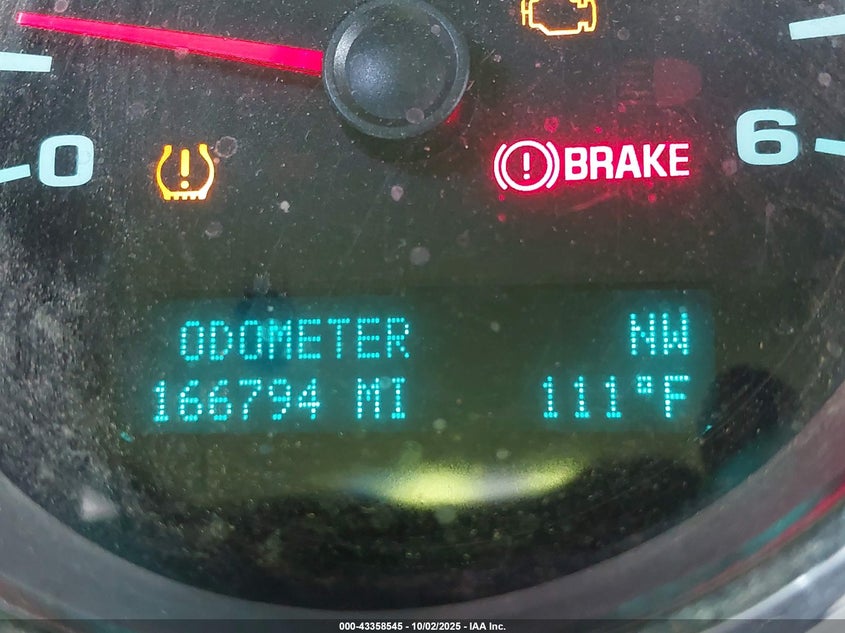 0
6
BRAKE
ODOMETER NW
166794 MI 111°F
000-43358545 - 10/02/2025 - IAA Inc.